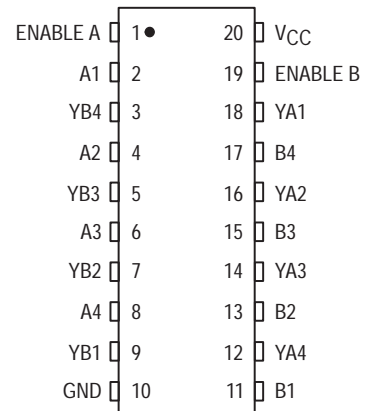 ENABLE A 1 20 VCC
A1 2 19 ENABLE B
YB4 3 18 YA1
A2 4 17 B4
YB3 5 16 YA2
A3 6 15 B3
YB2 7 14 YA3
A4 8 13 B2
YB1 9 12 YA4
GND 10 11 B1